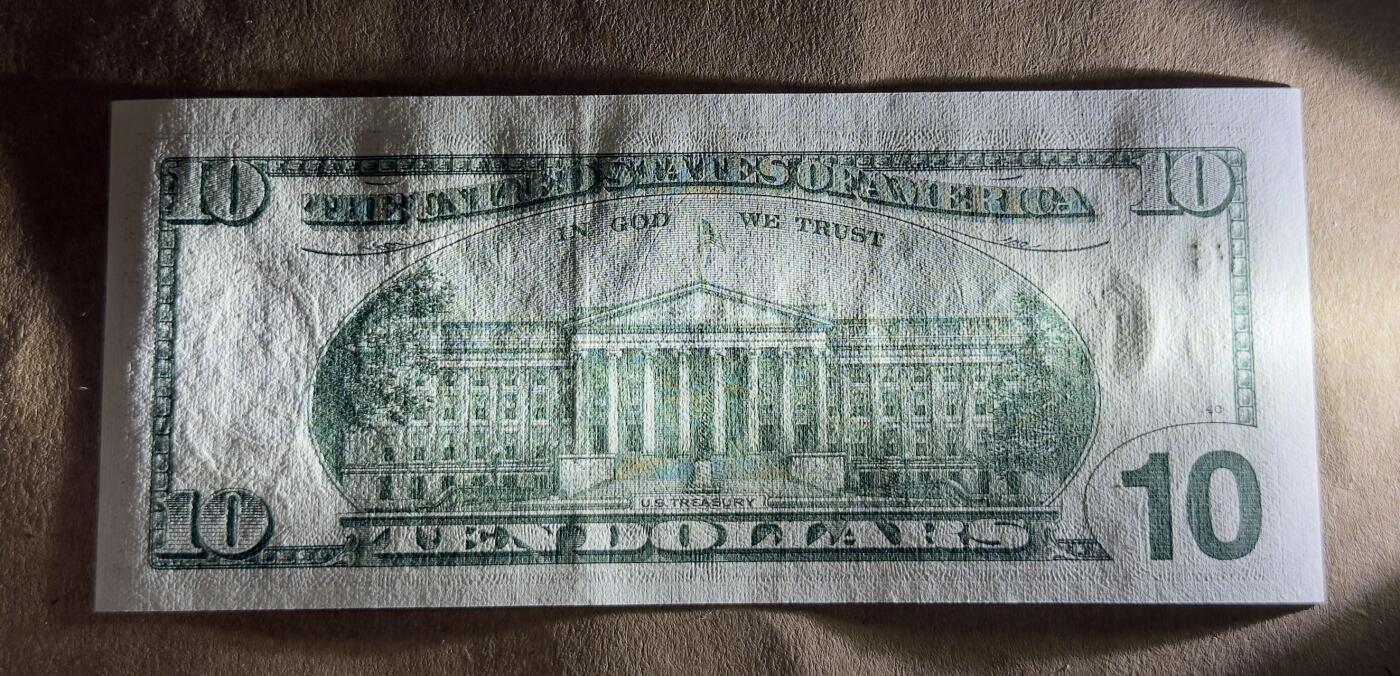 10 THE UNITED STATES OF AMERICA 10
IN GOD WE TRUST
U.S. TREASURY
10 TEN DOLLARS 10